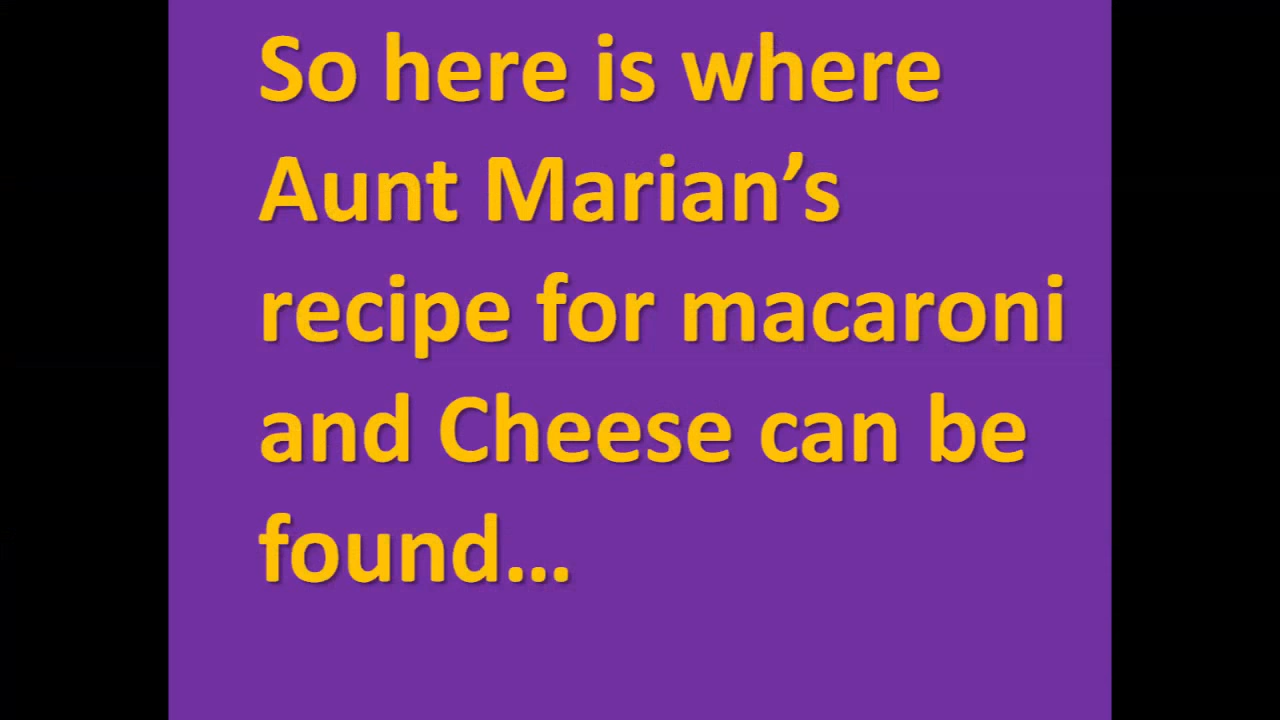 So here is where
Aunt Marian’s
recipe for macaroni
and Cheese can be
found…